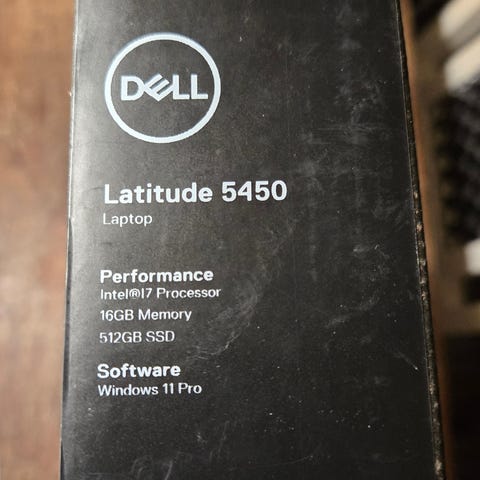 DELL
Latitude 5450
Laptop
Performance
Intel®I7 Processor
16GB Memory
512GB SSD
Software
Windows 11 Pro